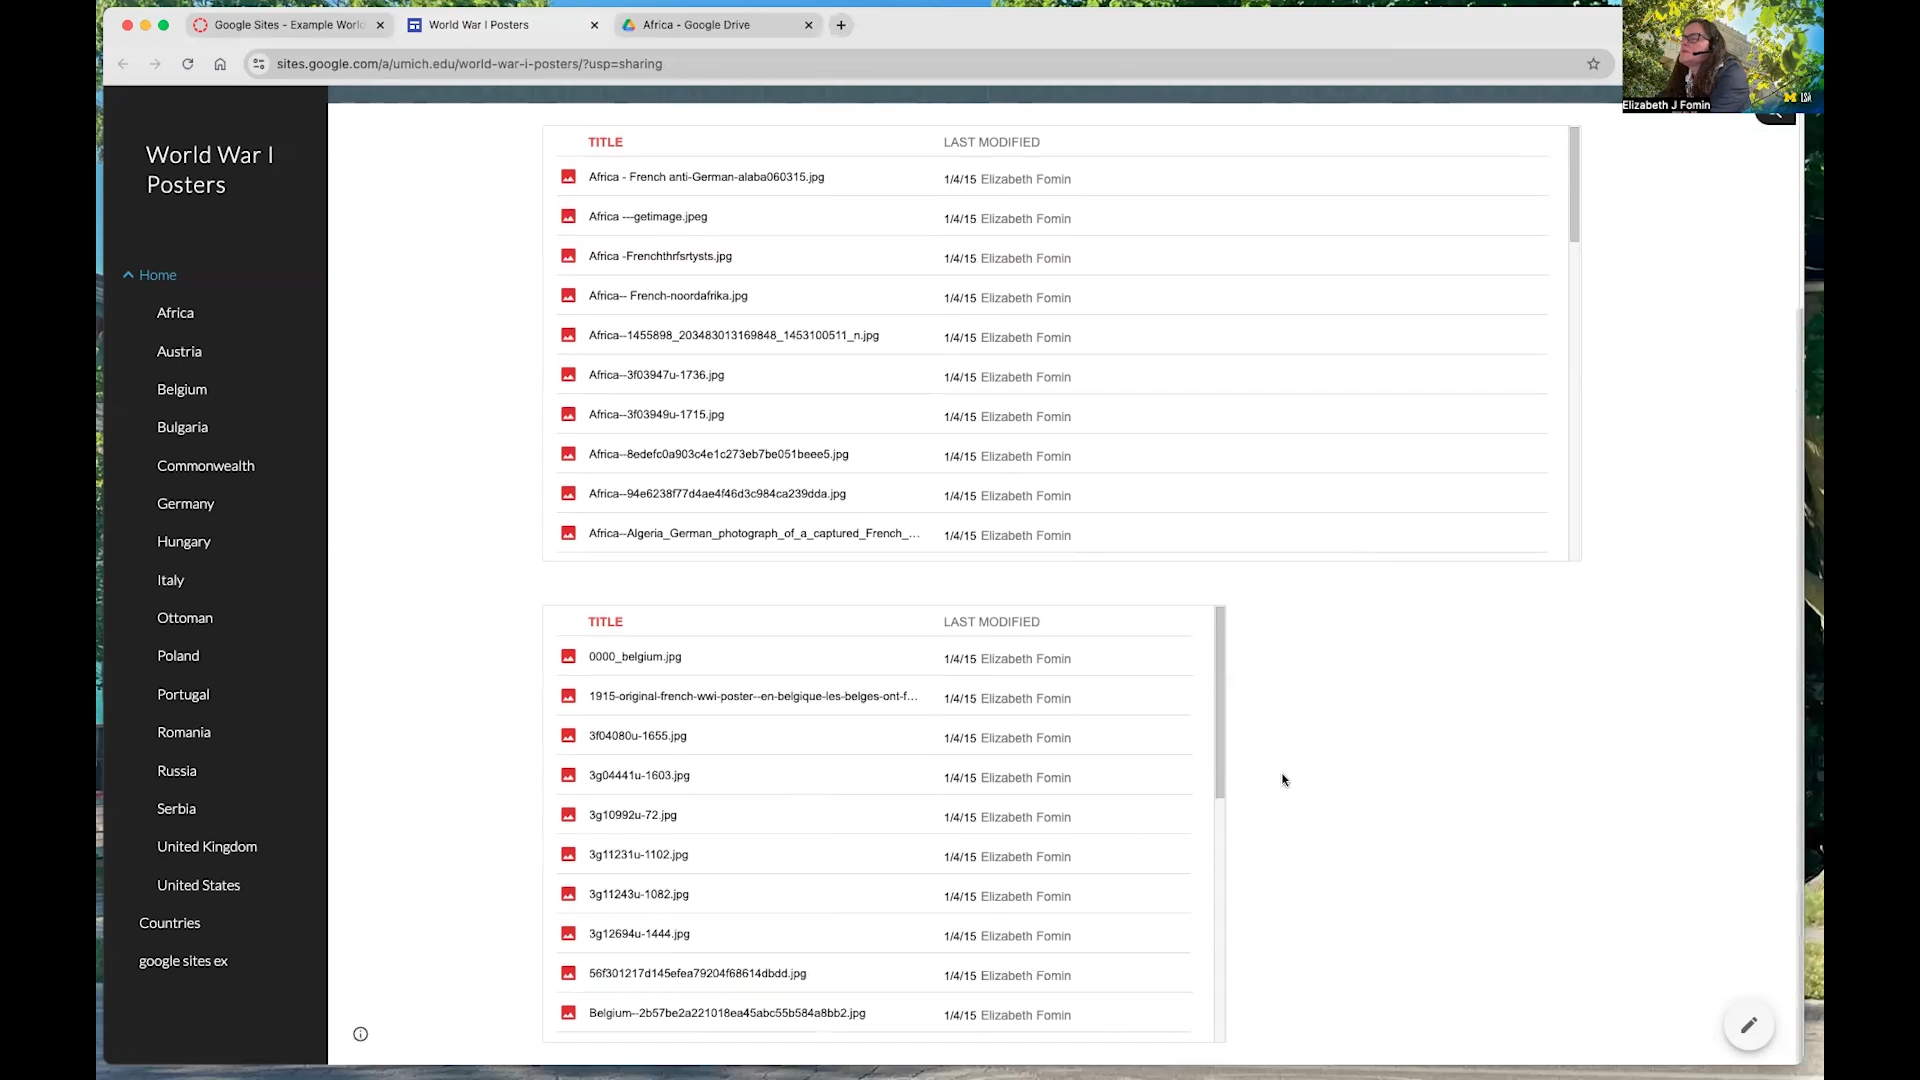 Google Sites - Example World
World War I Posters
Africa - Google Drive
sites.google.com/a/umich.edu/world-war-i-posters/?usp=sharing
Elizabeth J Fomin
M LSA
World War I
Posters
Home
Africa
Austria
Belgium
Bulgaria
Commonwealth
Germany
Hungary
Italy
Ottoman
Poland
Portugal
Romania
Russia
Serbia
United Kingdom
United States
Countries
google sites ex
TITLE LAST MODIFIED
Africa - French anti-German-alaba060315.jpg 1/4/15 Elizabeth Fomin
Africa ---getimage.jpeg 1/4/15 Elizabeth Fomin
Africa -Frenchthrfsrtysts.jpg 1/4/15 Elizabeth Fomin
Africa-- French-noordafrika.jpg 1/4/15 Elizabeth Fomin
Africa--1455898_203483013169848_1453100511_n.jpg 1/4/15 Elizabeth Fomin
Africa--3f03947u-1736.jpg 1/4/15 Elizabeth Fomin
Africa--3f03949u-1715.jpg 1/4/15 Elizabeth Fomin
Africa--8edefc0a903c4e1c273eb7be051beee5.jpg 1/4/15 Elizabeth Fomin
Africa--94e6238f77d4ae4f46d3c984ca239dda.jpg 1/4/15 Elizabeth Fomin
Africa--Algeria_German_photograph_of_a_captured_French_... 1/4/15 Elizabeth Fomin
TITLE LAST MODIFIED
0000_belgium.jpg 1/4/15 Elizabeth Fomin
1915-original-french-wwi-poster--en-belgique-les-belges-ont-f... 1/4/15 Elizabeth Fomin
3f04080u-1655.jpg 1/4/15 Elizabeth Fomin
3g04441u-1603.jpg 1/4/15 Elizabeth Fomin
3g10992u-72.jpg 1/4/15 Elizabeth Fomin
3g11231u-1102.jpg 1/4/15 Elizabeth Fomin
3g11243u-1082.jpg 1/4/15 Elizabeth Fomin
3g12694u-1444.jpg 1/4/15 Elizabeth Fomin
56f301217d145efea79204f68614dbdd.jpg 1/4/15 Elizabeth Fomin
Belgium--2b57be2a221018ea45abc55b584a8bb2.jpg 1/4/15 Elizabeth Fomin